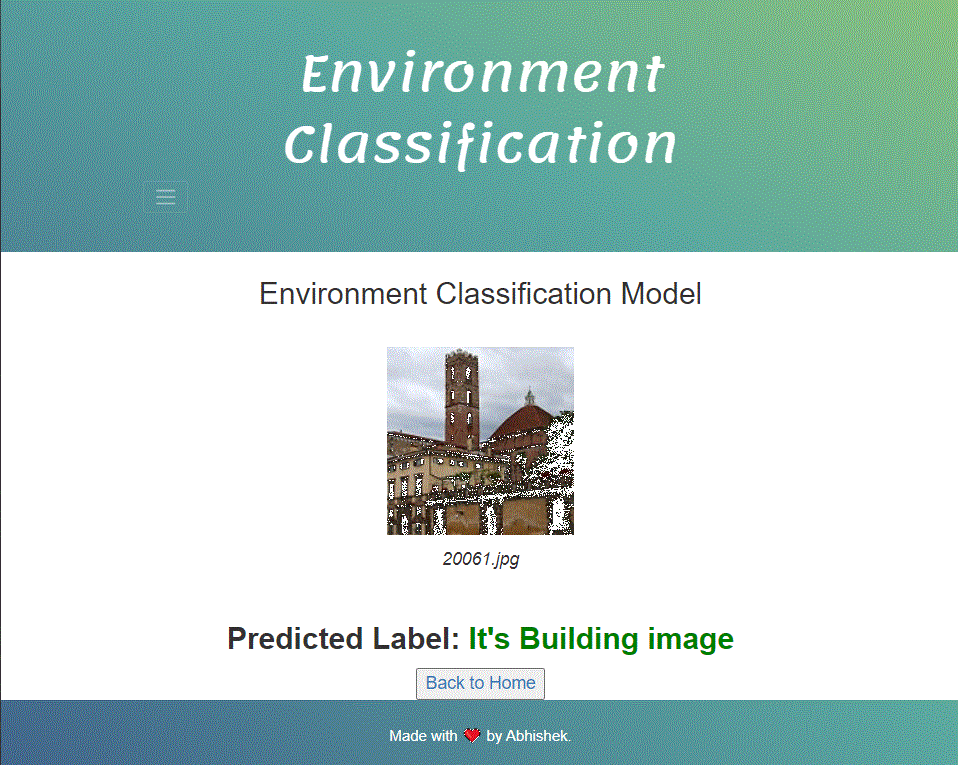 Environment
Classification
Environment Classification Model
20061.jpg
Predicted Label: It's Building image
Back to Home
Made with ❤ by Abhishek.